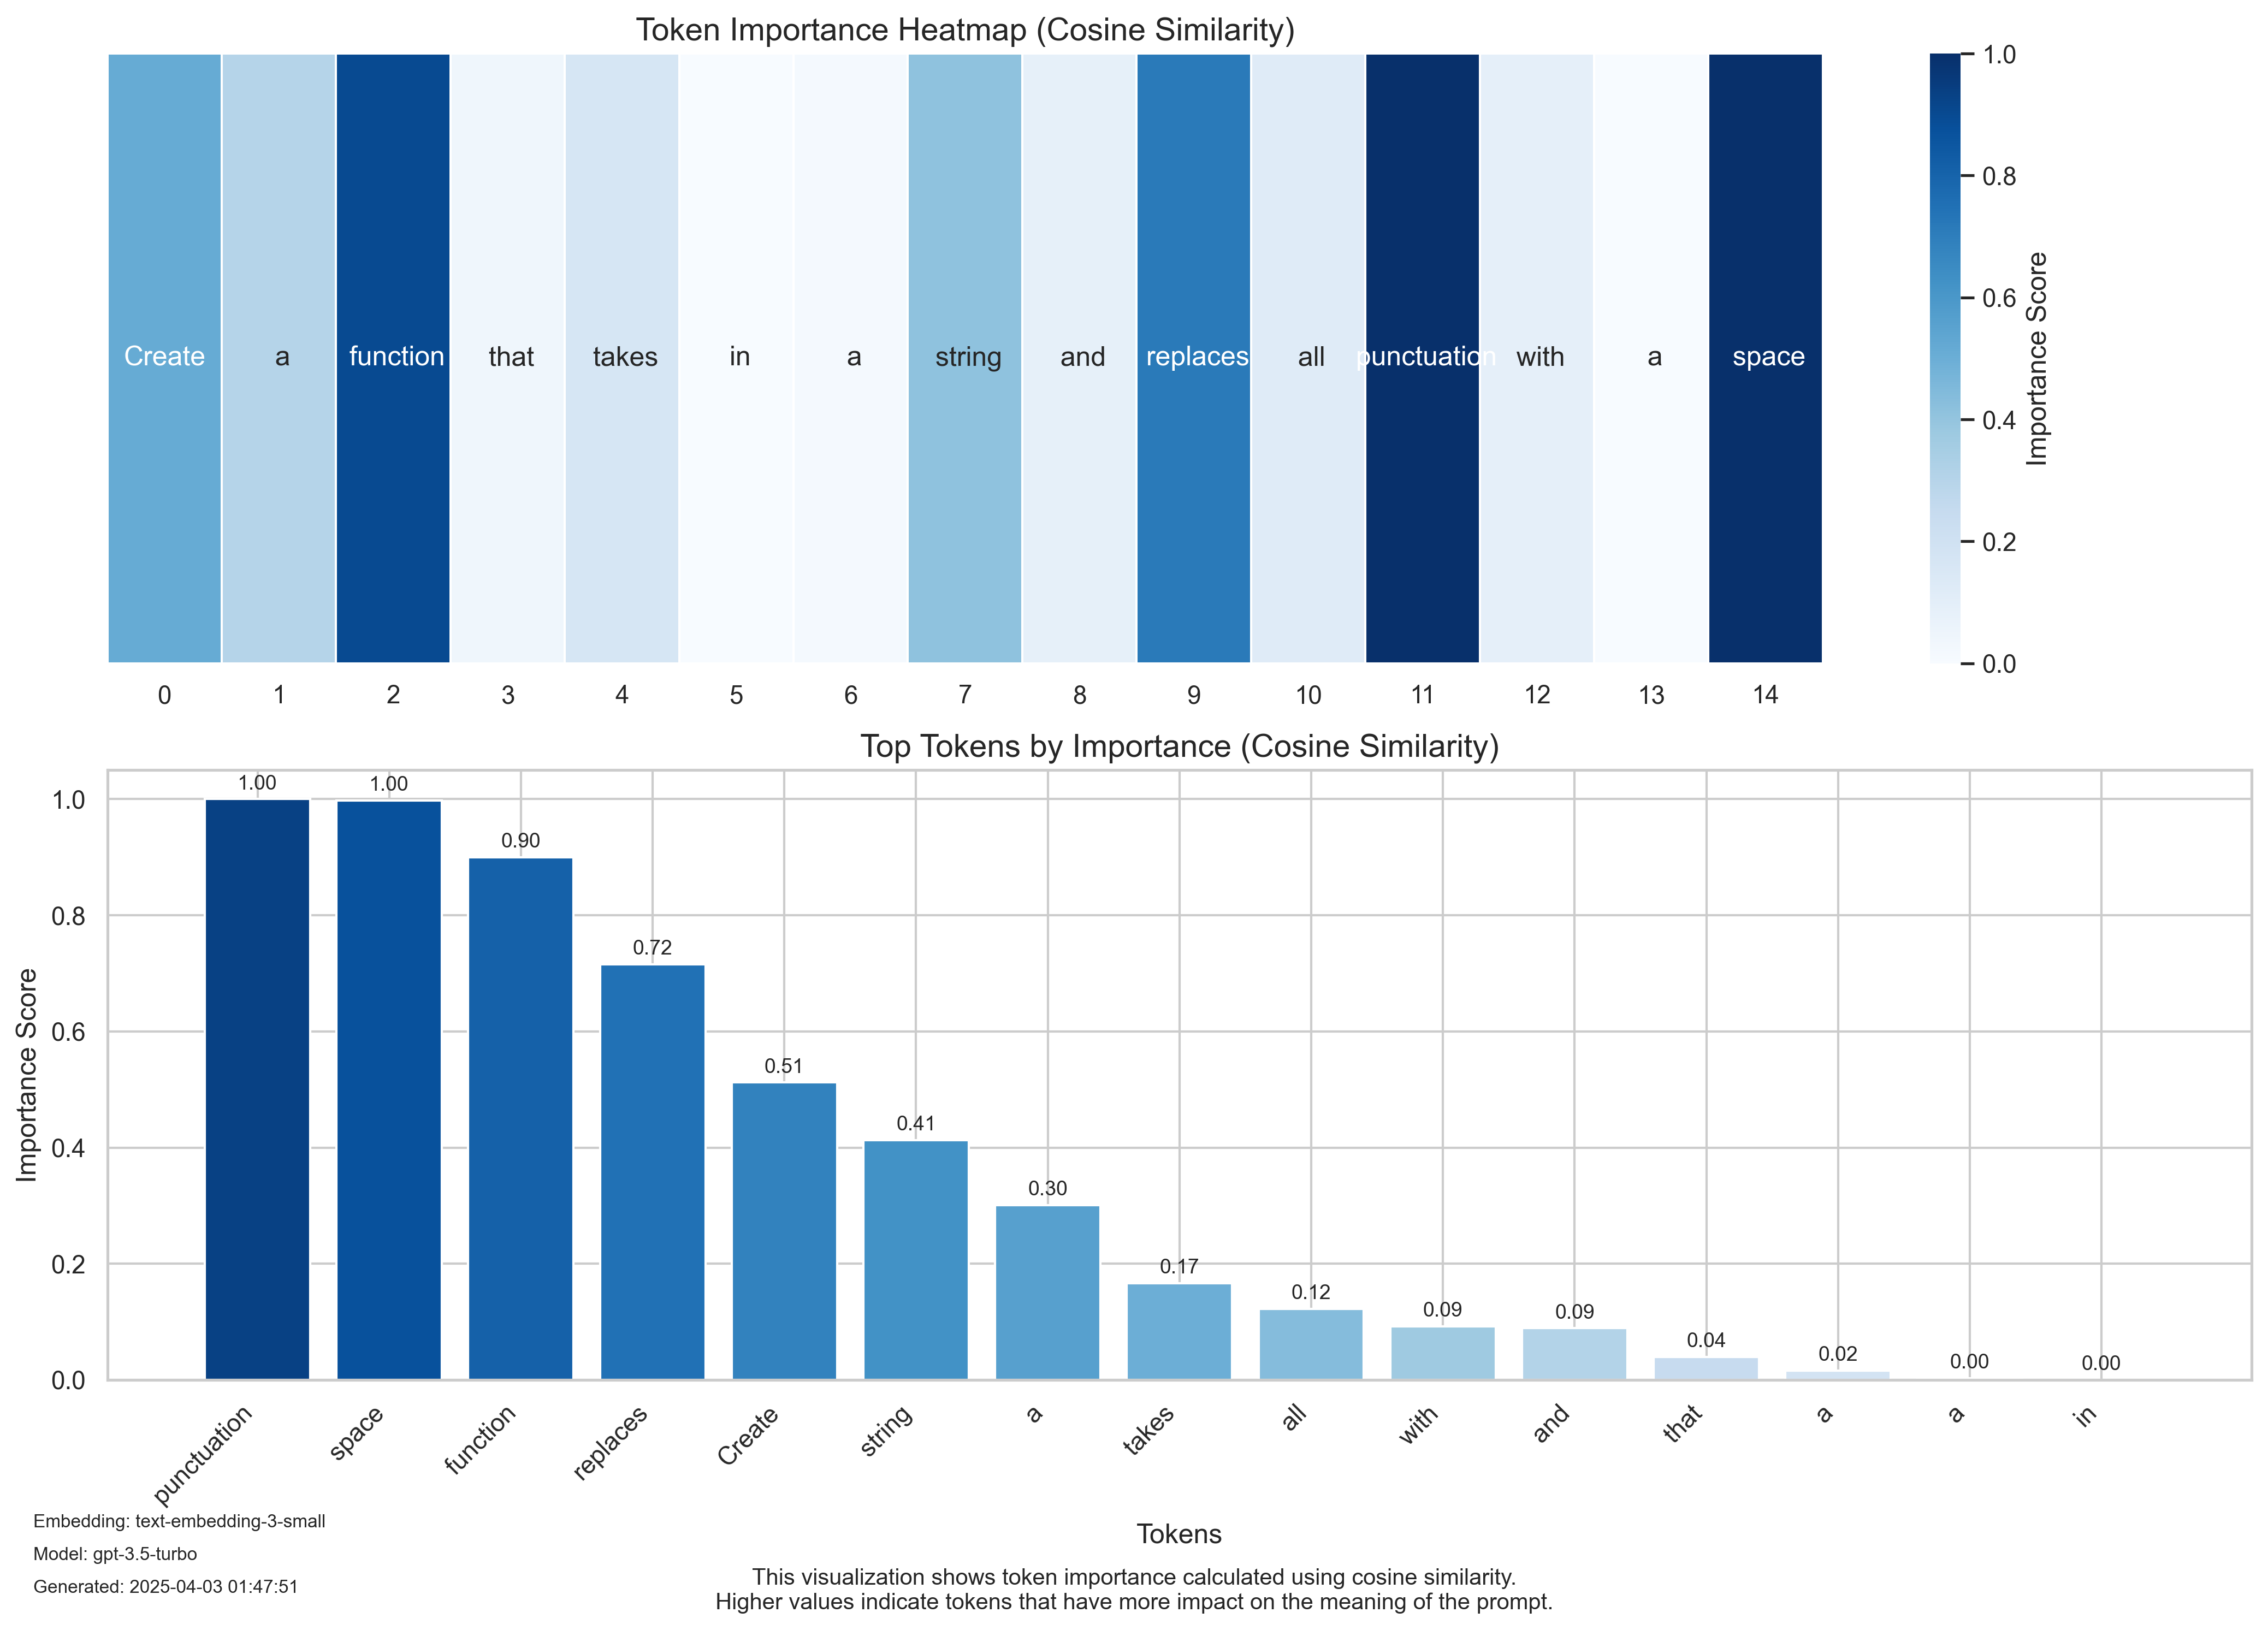 Token Importance Heatmap (Cosine Similarity)
Create a function that takes in a string and replaces all punctuation with a space
0 1 2 3 4 5 6 7 8 9 10 11 12 13 14
1.0
0.8
0.6
0.4
0.2
0.0
Importance Score
Top Tokens by Importance (Cosine Similarity)
Importance Score
1.0
0.8
0.6
0.4
0.2
0.0
1.00 1.00 0.90 0.72 0.51 0.41 0.30 0.17 0.12 0.09 0.09 0.04 0.02 0.00 0.00
punctuation space function replaces Create string a takes all with and that a a in
Tokens
Embedding: text-embedding-3-small
Model: gpt-3.5-turbo
Generated: 2025-04-03 01:47:51
This visualization shows token importance calculated using cosine similarity.
Higher values indicate tokens that have more impact on the meaning of the prompt.